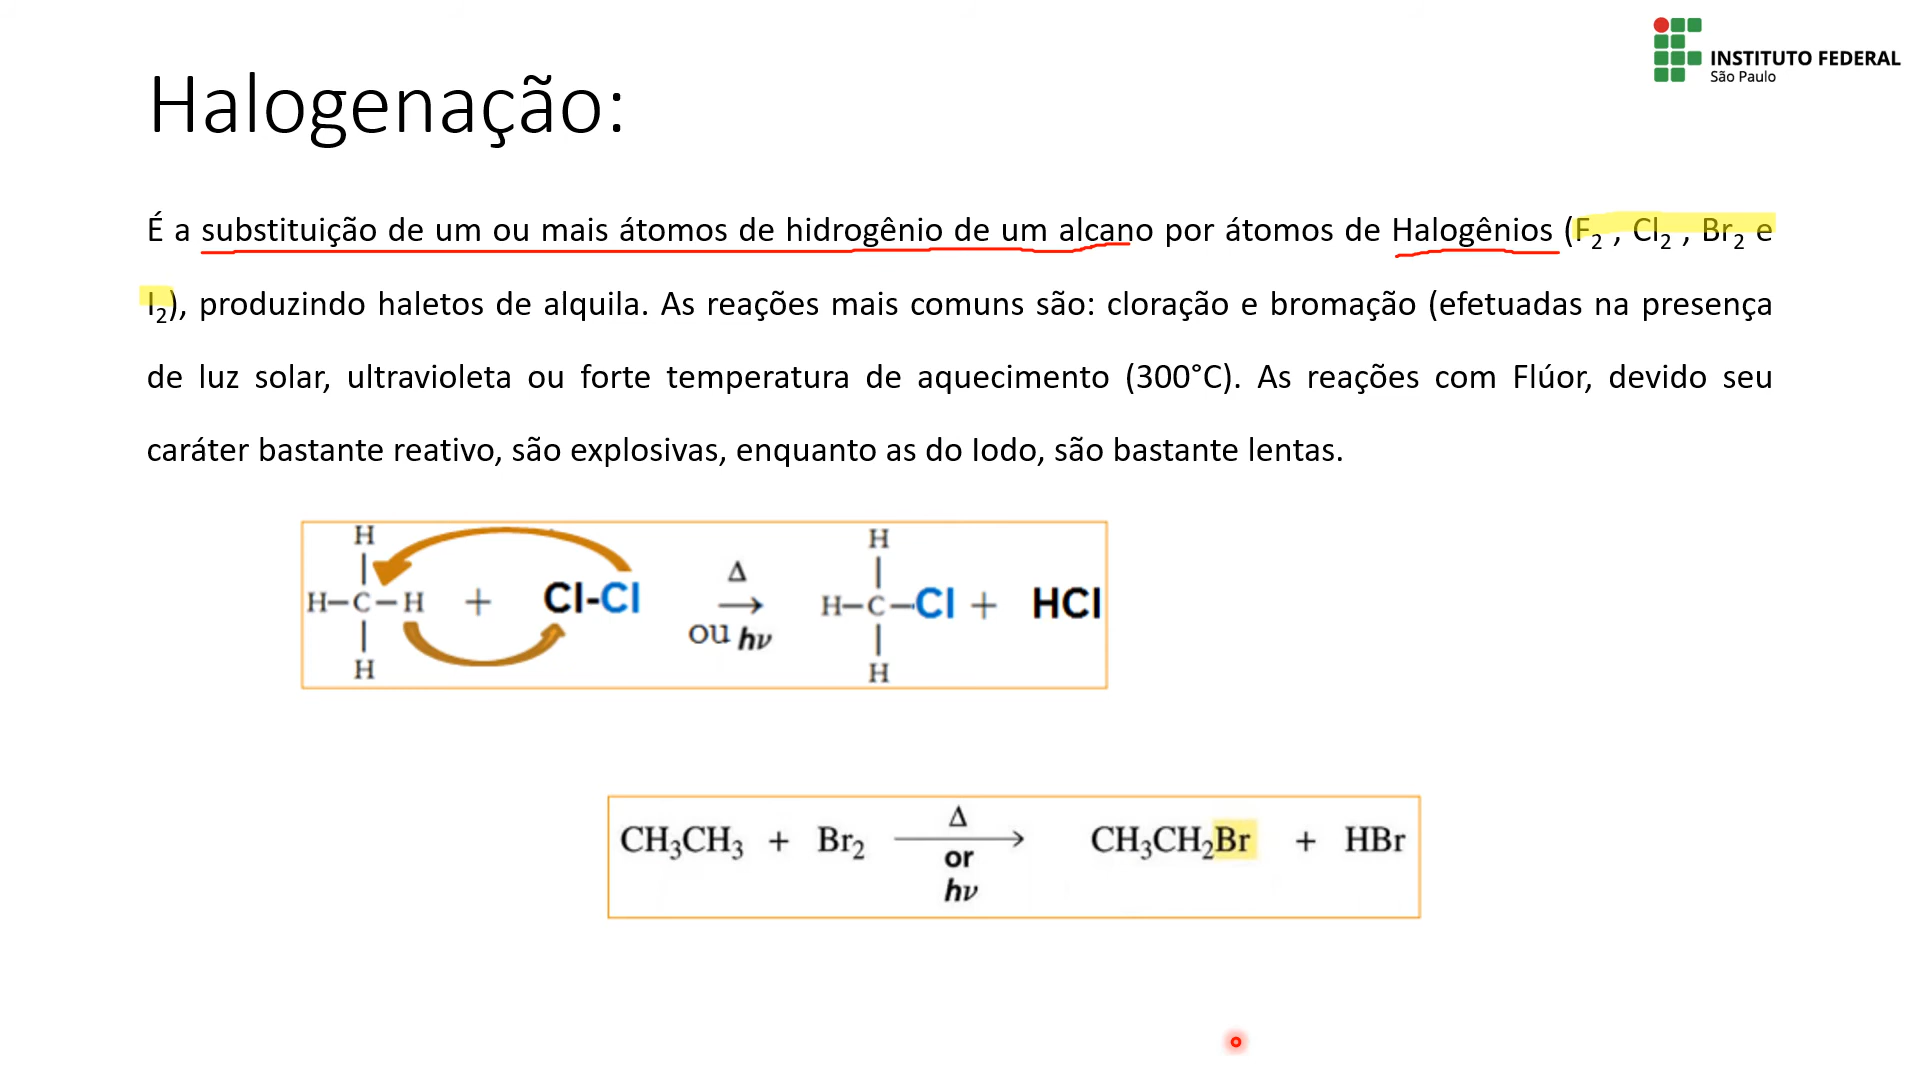 INSTITUTO FEDERAL
São Paulo
Halogenação:
É a substituição de um ou mais átomos de hidrogênio de um alcano por átomos de Halogênios (F₂ , Cl₂ , Br₂ e
I₂), produzindo haletos de alquila. As reações mais comuns são: cloração e bromação (efetuadas na presença
de luz solar, ultravioleta ou forte temperatura de aquecimento (300°C). As reações com Flúor, devido seu
caráter bastante reativo, são explosivas, enquanto as do Iodo, são bastante lentas.
H H
| Δ |
H–C–H + Cl-Cl → H–C–Cl + HCl
| ou hν |
H H
Δ
CH₃CH₃ + Br₂ → CH₃CH₂Br + HBr
or
hν